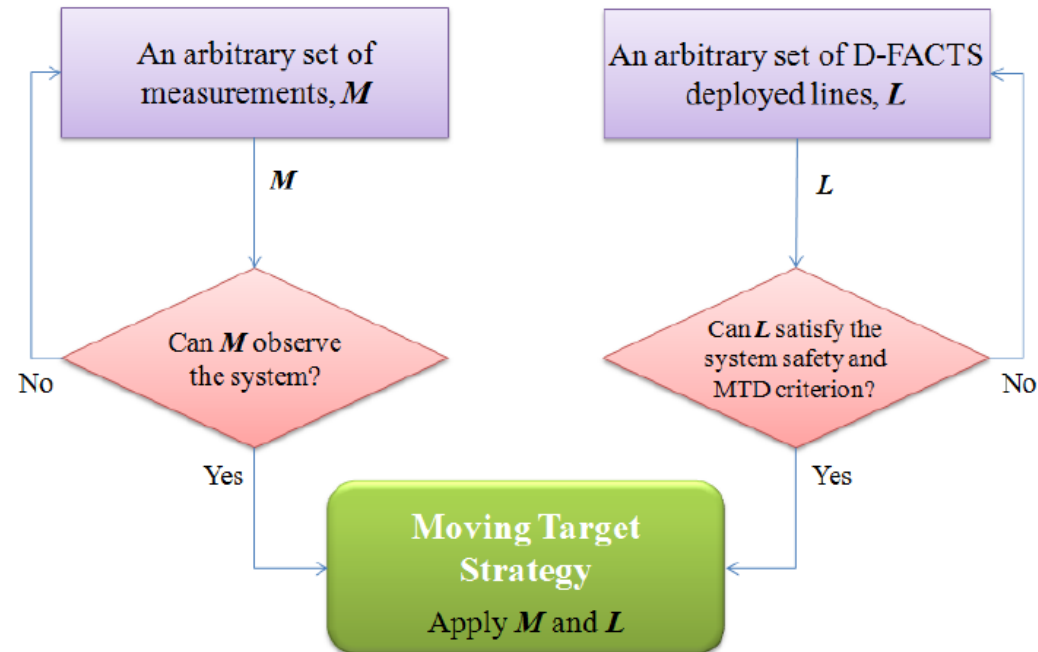 An arbitrary set of
measurements, M
An arbitrary set of D-FACTS
deployed lines, L
M
L
Can M observe
the system?
Can L satisfy the
system safety and
MTD criterion?
No
No
Yes
Yes
Moving Target
Strategy
Apply M and L